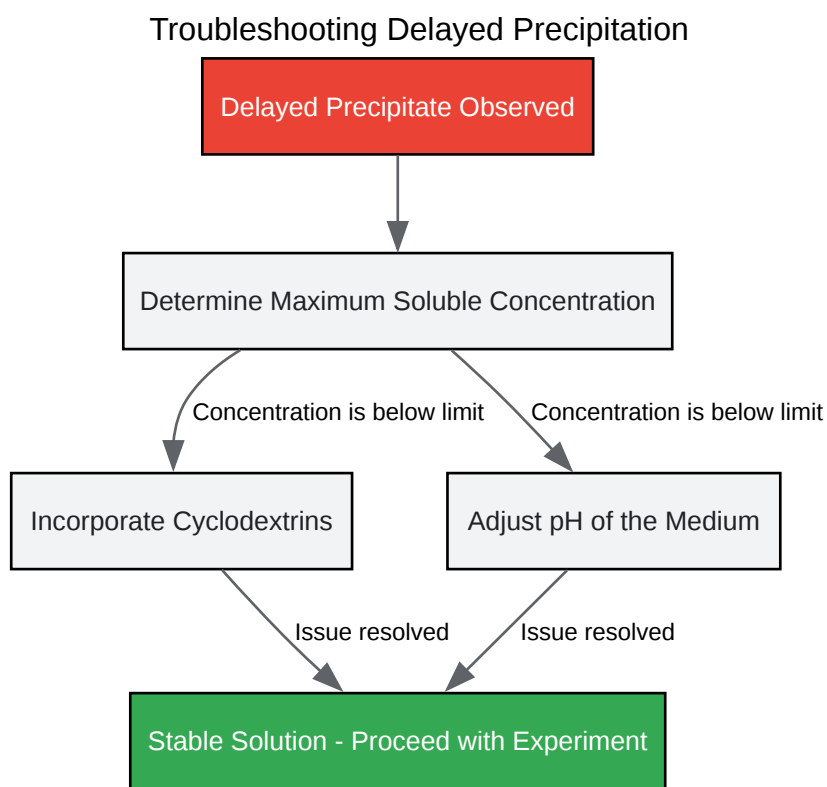 Troubleshooting Delayed Precipitation
Delayed Precipitate Observed
Determine Maximum Soluble Concentration
Concentration is below limit
Concentration is below limit
Incorporate Cyclodextrins
Adjust pH of the Medium
Issue resolved
Issue resolved
Stable Solution - Proceed with Experiment